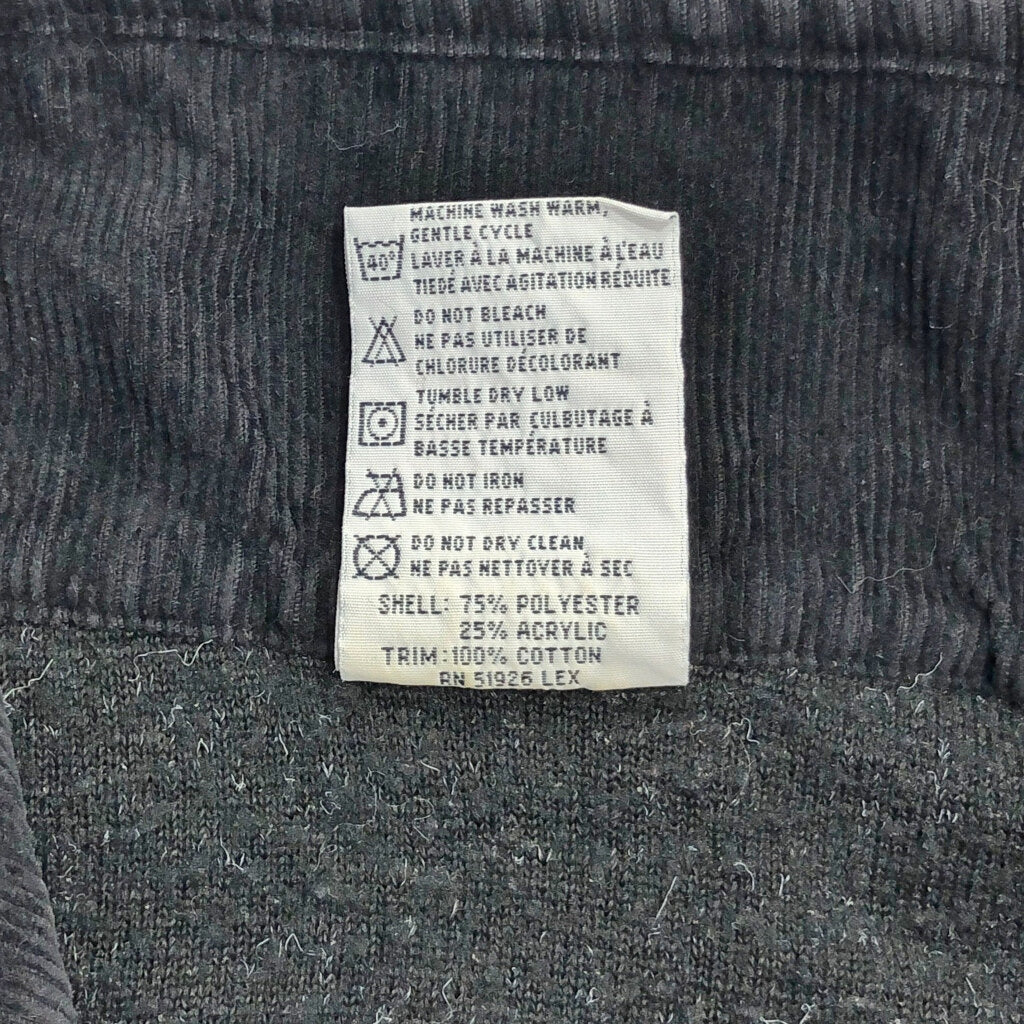 MACHINE WASH WARM,
GENTLE CYCLE
40°
LAVER À LA MACHINE À L'EAU
TIEDÉ AVEC AGITATION RÉDUITE
DO NOT BLEACH
NE PAS UTILISER DE
CHLORURE DÉCOLORANT
TUMBLE DRY LOW
SÉCHER PAR CULBUTAGE À
BASSE TEMPÉRATURE
DO NOT IRON
NE PAS REPASSER
DO NOT DRY CLEAN
NE PAS NETTOYER À SEC
SHELL: 75% POLYESTER
25% ACRYLIC
TRIM: 100% COTTON
RN 51926 LEX